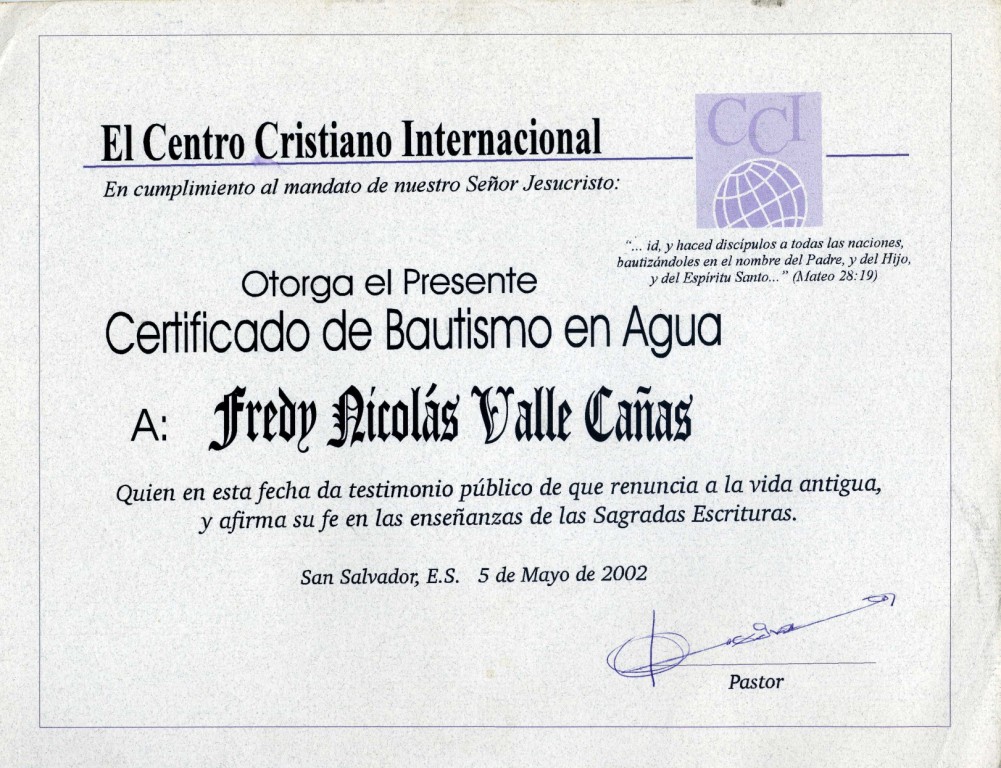 El Centro Cristiano Internacional
En cumplimiento al mandato de nuestro Señor Jesucristo:
CCI
"... id, y haced discípulos a todas las naciones,
bautizándoles en el nombre del Padre, y del Hijo,
y del Espíritu Santo..." (Mateo 28:19)
Otorga el Presente
Certificado de Bautismo en Agua
A: Fredy Nicolás Valle Cañas
Quien en esta fecha da testimonio público de que renuncia a la vida antigua,
y afirma su fe en las enseñanzas de las Sagradas Escrituras.
San Salvador, E.S. 5 de Mayo de 2002
Pastor